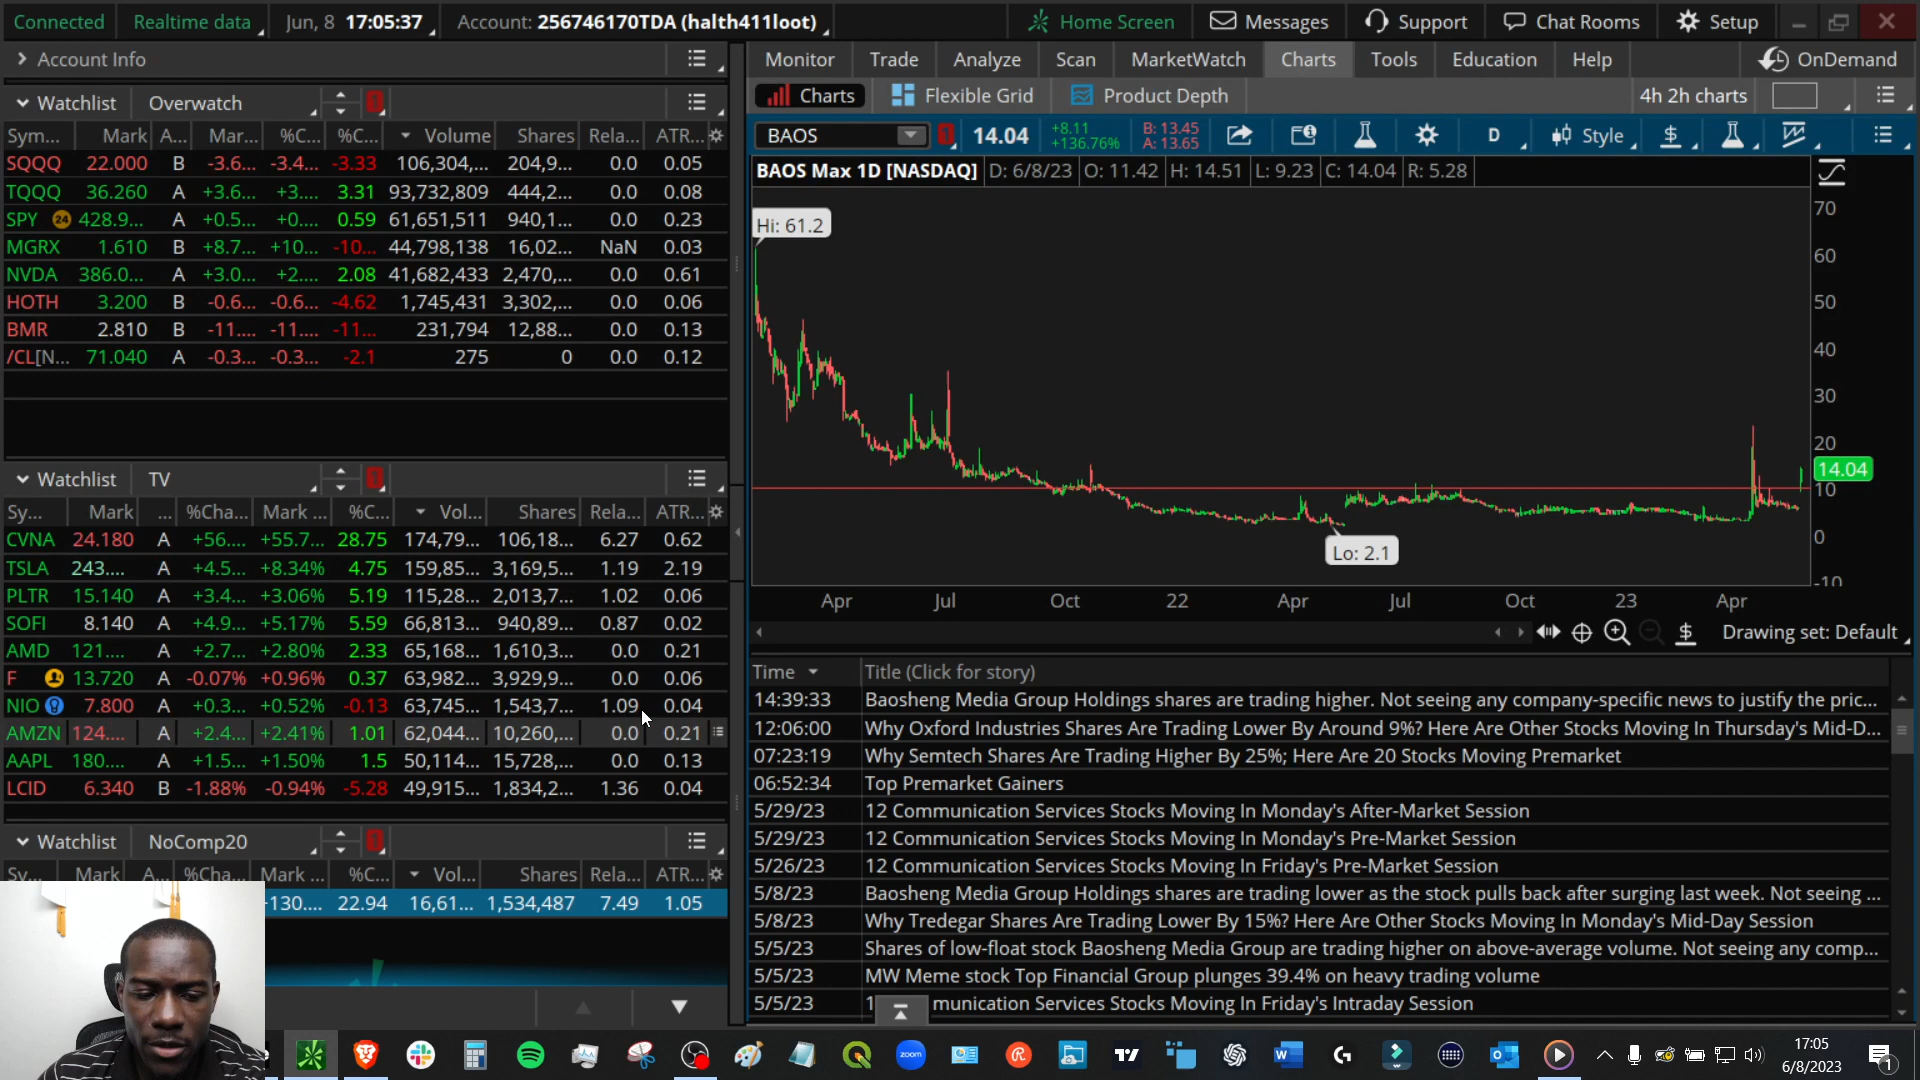 Connected Realtime data Jun, 8 17:05:37 Account: 256746170TDA (halth411loot) Home Screen Messages Support Chat Rooms Setup
Account Info
Monitor Trade Analyze Scan MarketWatch Charts Tools Education Help OnDemand
Charts Flexible Grid Product Depth 4h 2h charts
Watchlist Overwatch
Sym... Mark A... Mar... %C... %C... Volume Shares Rela... ATR...
SQQQ 22.000 B -3.6... -3.4... -3.33 106,304,... 204,9... 0.0 0.05
TQQQ 36.260 A +3.6... +3.... 3.31 93,732,809 444,2... 0.0 0.08
SPY 24 428.9... A +0.5... +0.... 0.59 61,651,511 940,1... 0.0 0.23
MGRX 1.610 B +8.7... +10... -10... 44,798,138 16,02... NaN 0.03
NVDA 386.0... A +3.0... +2.... 2.08 41,682,433 2,470,... 0.0 0.61
HOTH 3.200 B -0.6... -0.6... -4.62 1,745,431 3,302,... 0.0 0.06
BMR 2.810 B -11.... -11.... -11... 231,794 12,88... 0.0 0.13
/CL[N... 71.040 A -0.3... -0.3... -2.1 275 0 0.0 0.12
Watchlist TV
Sy... Mark ... %Cha... Mark ... %C... Vol... Shares Rela... ATR...
CVNA 24.180 A +56.... +55.7... 28.75 174,79... 106,18... 6.27 0.62
TSLA 243.... A +4.5... +8.34% 4.75 159,85... 3,169,5... 1.19 2.19
PLTR 15.140 A +3.4... +3.06% 5.19 115,28... 2,013,7... 1.02 0.06
SOFI 8.140 A +4.9... +5.17% 5.59 66,813... 940,89... 0.87 0.02
AMD 121.... A +2.7... +2.80% 2.33 65,168... 1,610,3... 0.0 0.21
F 13.720 A -0.07% +0.96% 0.37 63,982... 3,929,9... 0.0 0.06
NIO 7.800 A +0.3... +0.52% -0.13 63,745... 1,543,7... 1.09 0.04
AMZN 124.... A +2.4... +2.41% 1.01 62,044... 10,260,... 0.0 0.21
AAPL 180.... A +1.5... +1.50% 1.5 50,114... 15,728,... 0.0 0.13
LCID 6.340 B -1.88% -0.94% -5.28 49,915... 1,834,2... 1.36 0.04
Watchlist NoComp20
Sy... Mark A... %Cha... Mark ... %C... Vol... Shares Rela... ATR...
+130.... 22.94 16,61... 1,534,487 7.49 1.05
BAOS 14.04 +8.11 +136.76% B: 13.45 A: 13.65 D Style
BAOS Max 1D [NASDAQ] D: 6/8/23 O: 11.42 H: 14.51 L: 9.23 C: 14.04 R: 5.28
Hi: 61.2
Lo: 2.1
70
60
50
40
30
20
14.04
10
0
-10
Apr Jul Oct 22 Apr Jul Oct 23 Apr
Drawing set: Default
Time Title (Click for story)
14:39:33 Baosheng Media Group Holdings shares are trading higher. Not seeing any company-specific news to justify the pric...
12:06:00 Why Oxford Industries Shares Are Trading Lower By Around 9%? Here Are Other Stocks Moving In Thursday's Mid-D...
07:23:19 Why Semtech Shares Are Trading Higher By 25%; Here Are 20 Stocks Moving Premarket
06:52:34 Top Premarket Gainers
5/29/23 12 Communication Services Stocks Moving In Monday's After-Market Session
5/29/23 12 Communication Services Stocks Moving In Monday's Pre-Market Session
5/26/23 12 Communication Services Stocks Moving In Friday's Pre-Market Session
5/8/23 Baosheng Media Group Holdings shares are trading lower as the stock pulls back after surging last week. Not seeing ...
5/8/23 Why Tredegar Shares Are Trading Lower By 15%? Here Are Other Stocks Moving In Monday's Mid-Day Session
5/5/23 Shares of low-float stock Baosheng Media Group are trading higher on above-average volume. Not seeing any comp...
5/5/23 MW Meme stock Top Financial Group plunges 39.4% on heavy trading volume
5/5/23 1 munication Services Stocks Moving In Friday's Intraday Session
zoom
17:05
6/8/2023
1